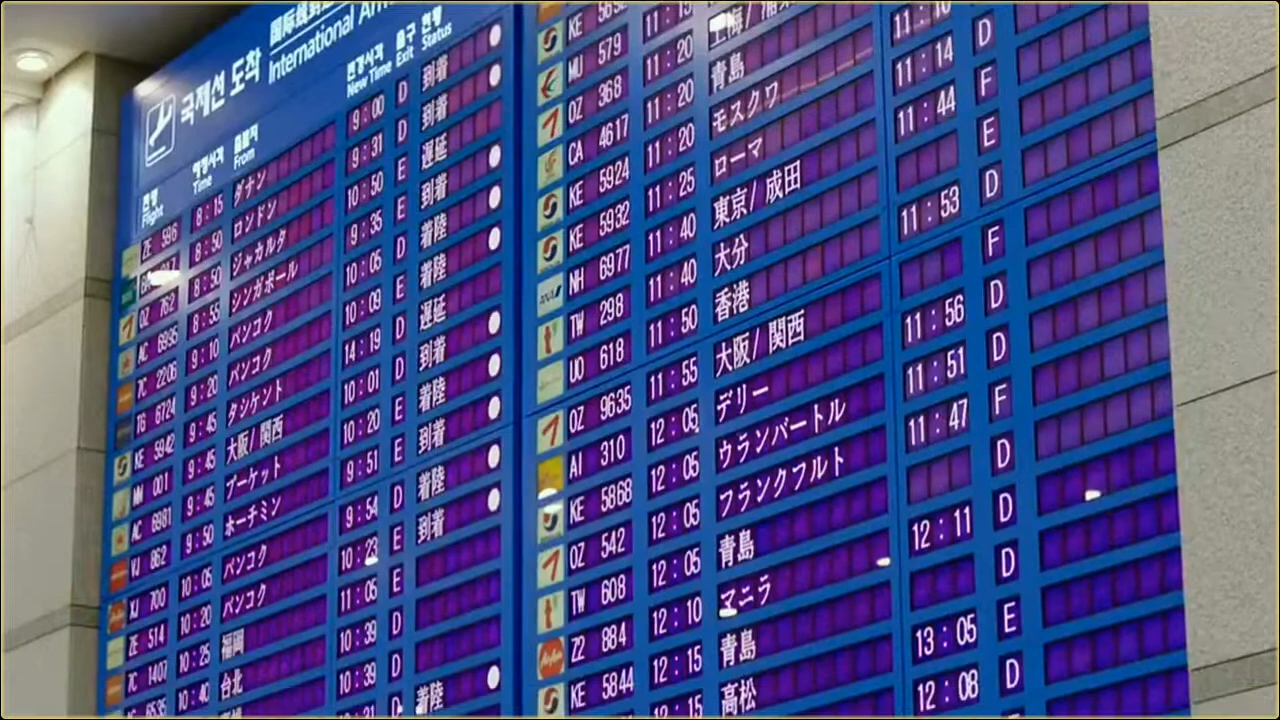 国际线到达
국제선 도착 International
편명 Flight 예정시각 Time 출발지 From 변경시각 New Time 출구 Exit 현황 Status
ZE 596 8:15 ダナン 9:00 D 到着
8:50 ロンドン 9:31 D 到着
OZ 762 8:50 ジャカルタ 10:50 E 遅延
AC 6995 8:55 シンガポール 9:35 E 到着
7C 2206 9:10 バンコク 10:05 D 着陸
TG 6724 9:20 バンコク 10:09 E 着陸
KE 5942 9:45 タシケント 14:19 D 遅延
MM 001 9:45 大阪/関西 10:01 D 到着
AC 6981 9:45 プーケット 10:20 E 着陸
VJ 862 9:50 ホーチミン 9:51 E 到着
XJ 700 10:05 バンコク 9:54 D 着陸
ZE 514 10:20 バンコク 10:23 E 到着
7C 1407 10:25 福岡 11:05 E
6535 10:40 台北 10:39 D
10:39 D
10:31 D 着陸
KE
MU 579 11:15
OZ 368 11:20 上海/浦東
CA 4617 11:20 青島
KE 5924 11:20 モスクワ 11:10
KE 5932 11:25 ローマ 11:14 D
NH 6977 11:40 東京/成田 11:44 F
TW 298 11:40 大分 E
UO 618 11:50 香港 11:53 D
OZ 9635 11:55 大阪/関西 F
AI 310 12:05 デリー 11:56 D
KE 5868 12:05 ウランバートル 11:51 D
OZ 542 12:05 フランクフルト 11:47 F
TW 608 12:05 青島 D
Z2 884 12:10 マニラ 12:11 D
KE 5844 12:15 青島 D
12:15 高松 13:05 E
12:08 D